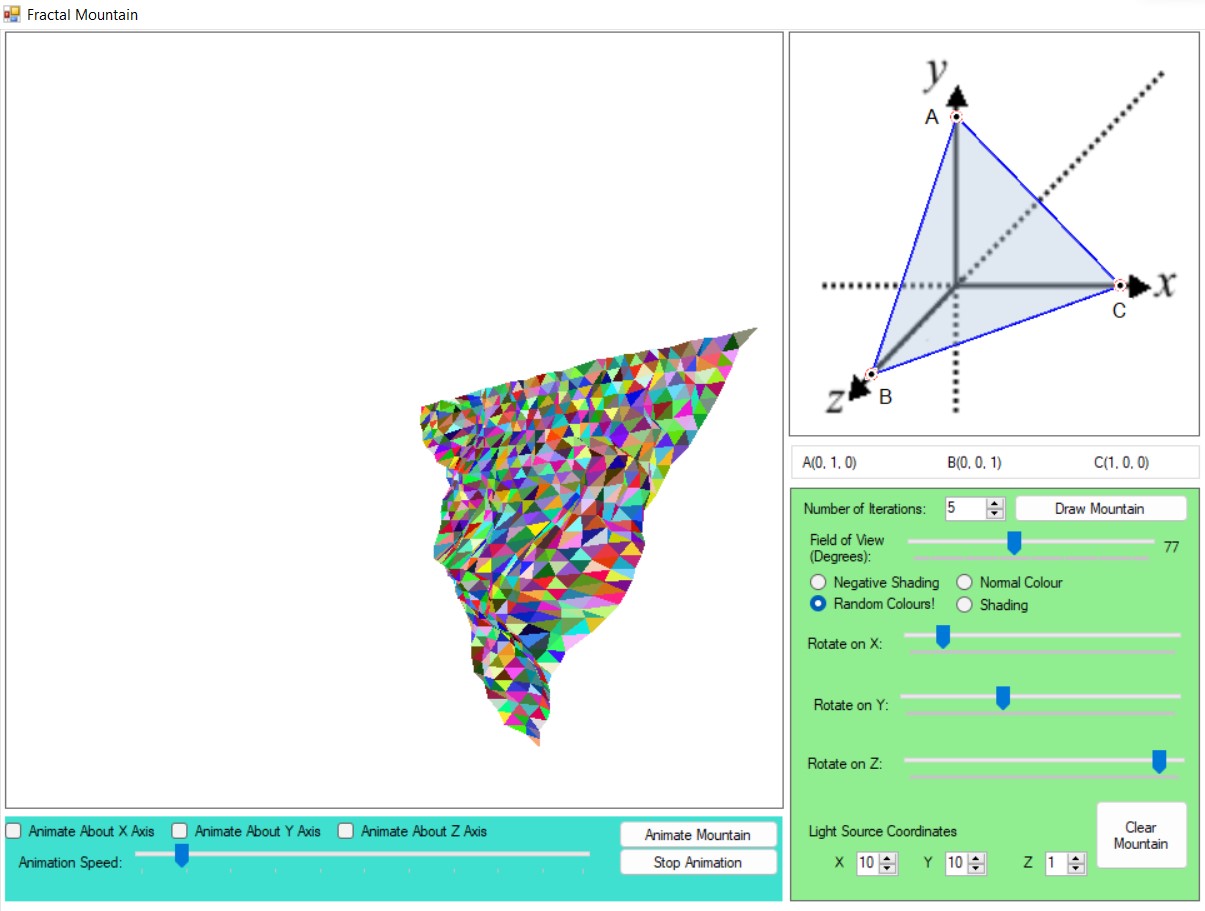 Fractal Mountain
y
A
x
C
z
B
A(0, 1, 0) B(0, 0, 1) C(1, 0, 0)
Number of Iterations: 5 Draw Mountain
Field of View
(Degrees): 77
Negative Shading Normal Colour
Random Colours! Shading
Rotate on X:
Rotate on Y:
Rotate on Z:
Light Source Coordinates
X 10 Y 10 Z 1
Clear
Mountain
Animate About X Axis Animate About Y Axis Animate About Z Axis
Animate Mountain
Animation Speed:
Stop Animation